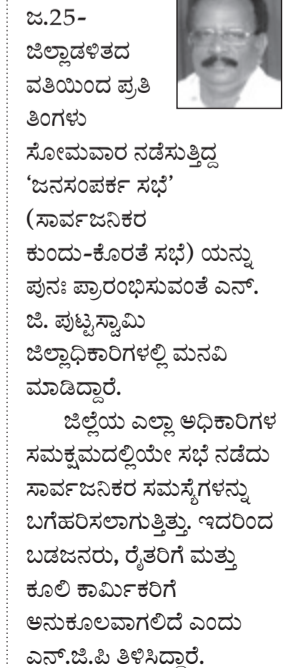 ಜ.25-
ಜಿಲ್ಲಾಡಳಿತದ
ವತಿಯಿಂದ ಪ್ರತಿ
ತಿಂಗಳು
ಸೋಮವಾರ ನಡೆಸುತ್ತಿದ್ದ
‘ಜನಸಂಪರ್ಕ ಸಭೆ’
(ಸಾರ್ವಜನಿಕರ
ಕುಂದು-ಕೊರತೆ ಸಭೆ) ಯನ್ನು
ಪುನಃ ಪ್ರಾರಂಭಿಸುವಂತೆ ಎನ್.
ಜಿ. ಪುಟ್ಟಸ್ವಾಮಿ
ಜಿಲ್ಲಾಧಿಕಾರಿಗಳಲ್ಲಿ ಮನವಿ
ಮಾಡಿದ್ದಾರೆ.
ಜಿಲ್ಲೆಯ ಎಲ್ಲಾ ಅಧಿಕಾರಿಗಳ
ಸಮಕ್ಷಮದಲ್ಲಿಯೇ ಸಭೆ ನಡೆದು
ಸಾರ್ವಜನಿಕರ ಸಮಸ್ಯೆಗಳನ್ನು
ಬಗೆಹರಿಸಲಾಗುತ್ತಿತ್ತು. ಇದರಿಂದ
ಬಡಜನರು, ರೈತರಿಗೆ ಮತ್ತು
ಕೂಲಿ ಕಾರ್ಮಿಕರಿಗೆ
ಅನುಕೂಲವಾಗಲಿದೆ ಎಂದು
ಎನ್.ಜಿ.ಪಿ ತಿಳಿಸಿದ್ದಾರೆ.